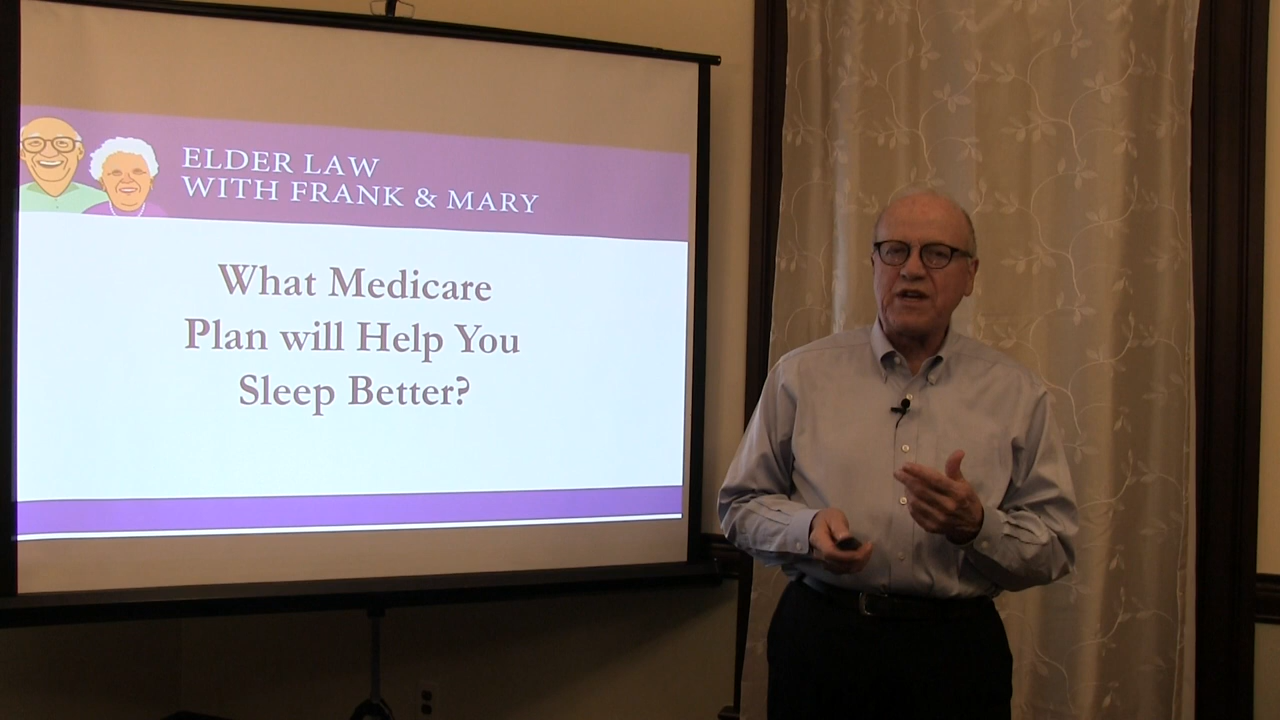 ELDER LAW
WITH FRANK & MARY
What Medicare
Plan will Help You
Sleep Better?